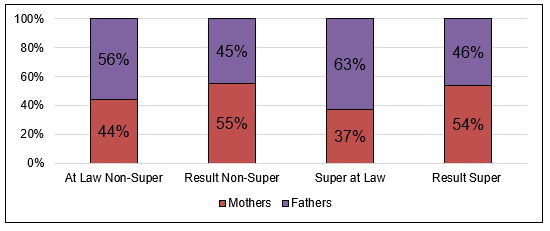 100%
80%
60%
40%
20%
0%
56% 45% 63% 46%
44% 55% 37% 54%
At Law Non-Super Result Non-Super Super at Law Result Super
Mothers Fathers